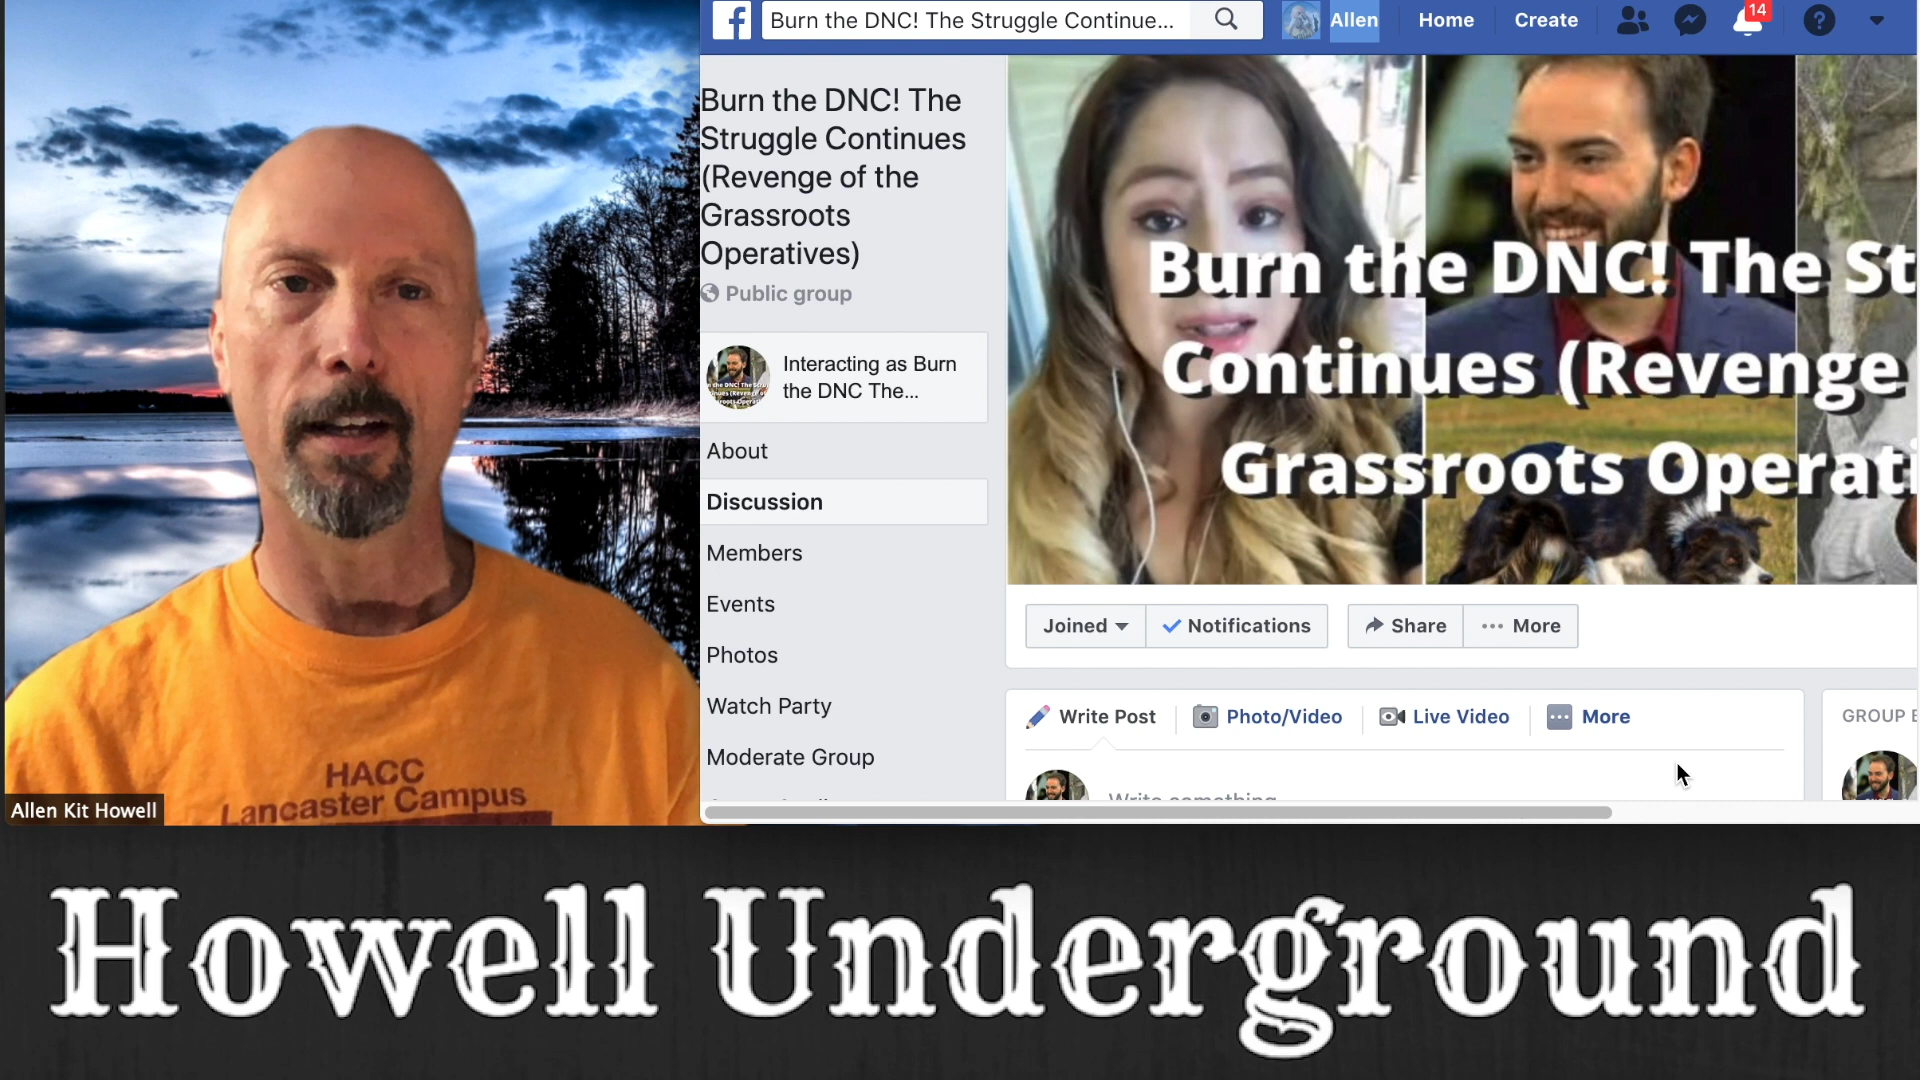 Burn the DNC! The Struggle Continue...
Allen
Home
Create
14
Burn the DNC! The
Struggle Continues
(Revenge of the
Grassroots
Operatives)
Public group
Interacting as Burn
the DNC The...
About
Discussion
Members
Events
Photos
Watch Party
Moderate Group
Burn the DNC! The St
Continues (Revenge
Grassroots Operati
Joined
Notifications
Share
More
Write Post
Photo/Video
Live Video
More
Write something
GROUP
HACC
Lancaster Campus
Allen Kit Howell
Howell Underground